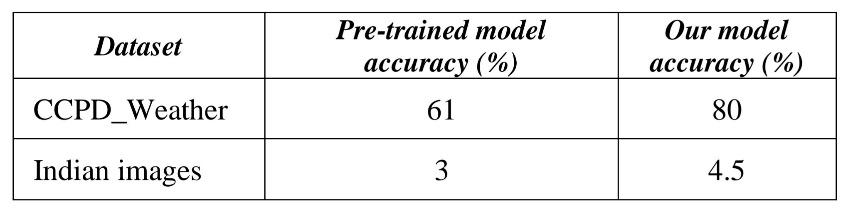 Dataset
Pre-trained model
accuracy (%)
Our model
accuracy (%)
CCPD_Weather
61
80
Indian images
3
4.5